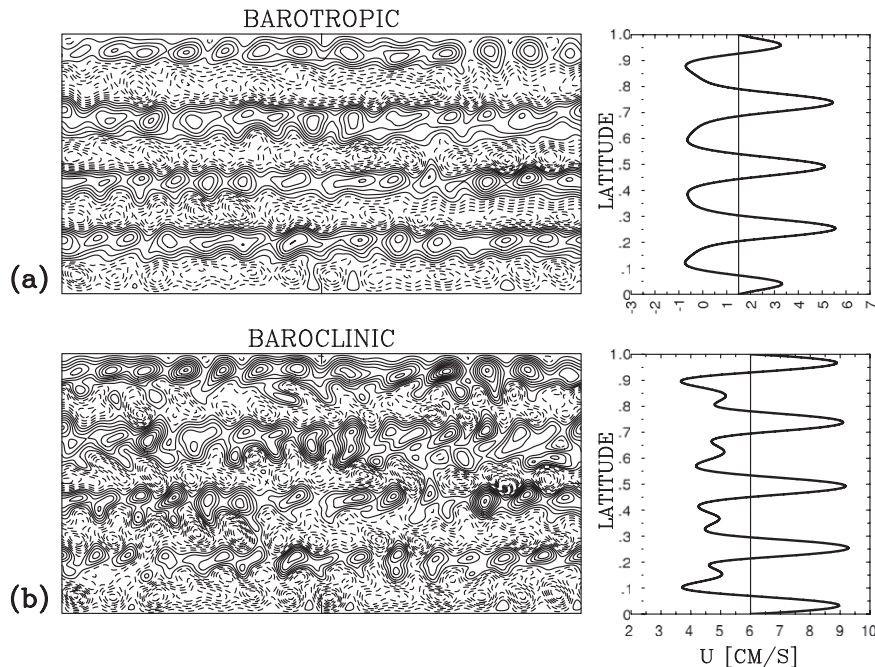 BAROTROPIC
(a)
LATITUDE
1.0
.9
.8
.7
.6
.5
.4
.3
.2
.1
0
-3 -2 -1 0 1 2 3 4 5 6 7
BAROCLINIC
(b)
LATITUDE
1.0
.9
.8
.7
.6
.5
.4
.3
.2
.1
0
2 3 4 5 6 7 8 9 10
U [CM/S]